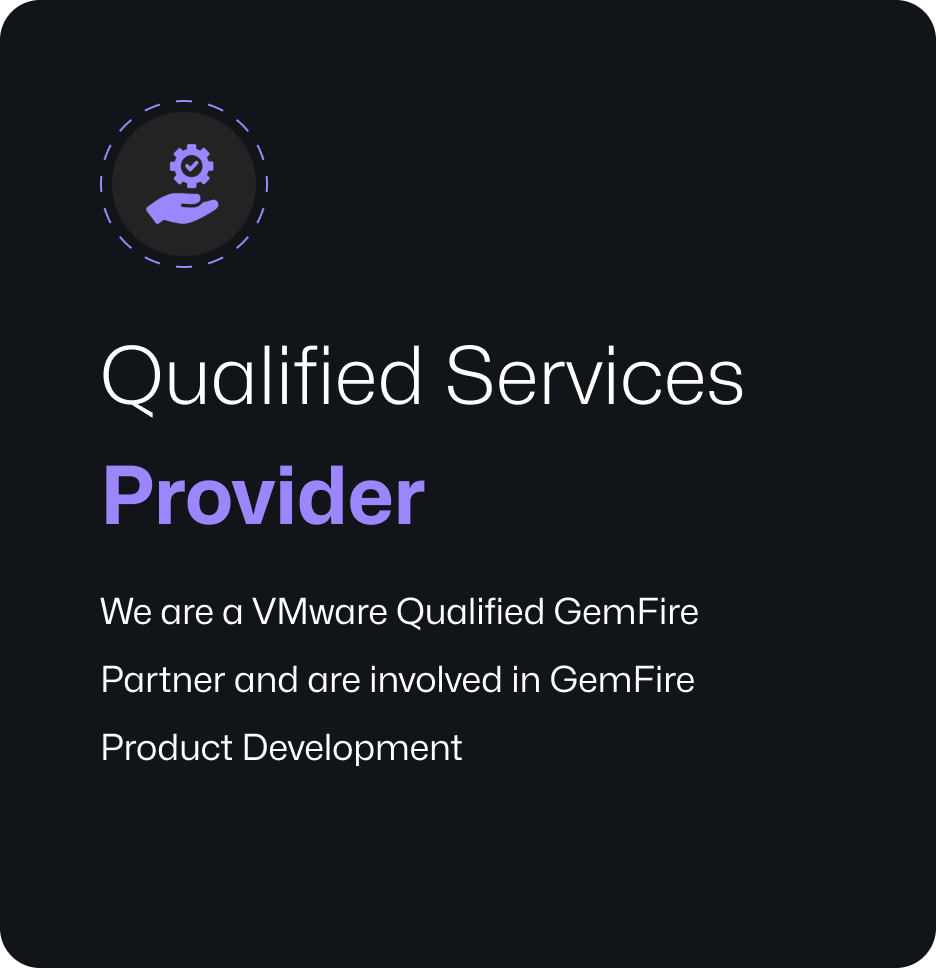 Qualified Services
Provider
We are a VMware Qualified GemFire
Partner and are involved in GemFire
Product Development